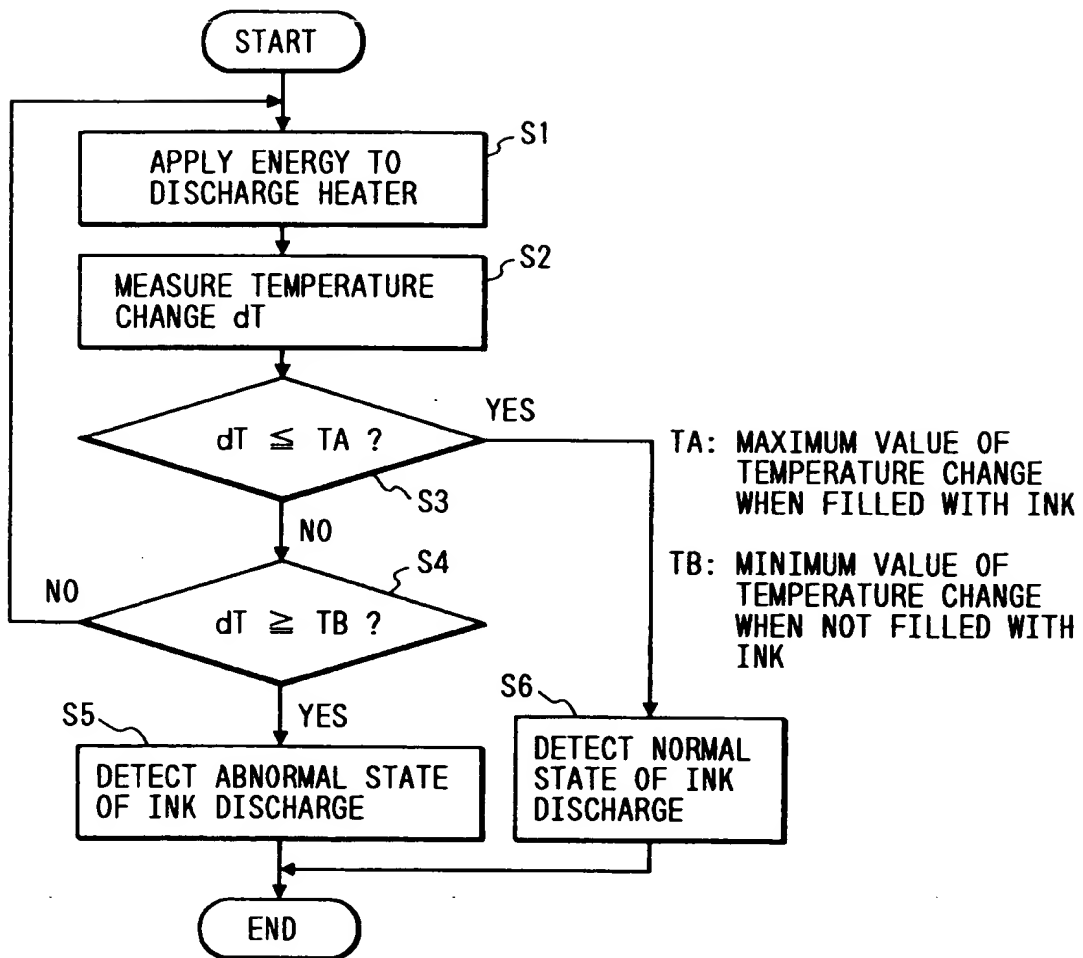 START
S1
APPLY ENERGY TO
DISCHARGE HEATER
S2
MEASURE TEMPERATURE
CHANGE dT
dT ≦ TA ?
YES
S3
NO
TA: MAXIMUM VALUE OF
TEMPERATURE CHANGE
WHEN FILLED WITH INK
S4
dT ≧ TB ?
NO
YES
TB: MINIMUM VALUE OF
TEMPERATURE CHANGE
WHEN NOT FILLED WITH
INK
S5
DETECT ABNORMAL STATE
OF INK DISCHARGE
S6
DETECT NORMAL
STATE OF INK
DISCHARGE
END